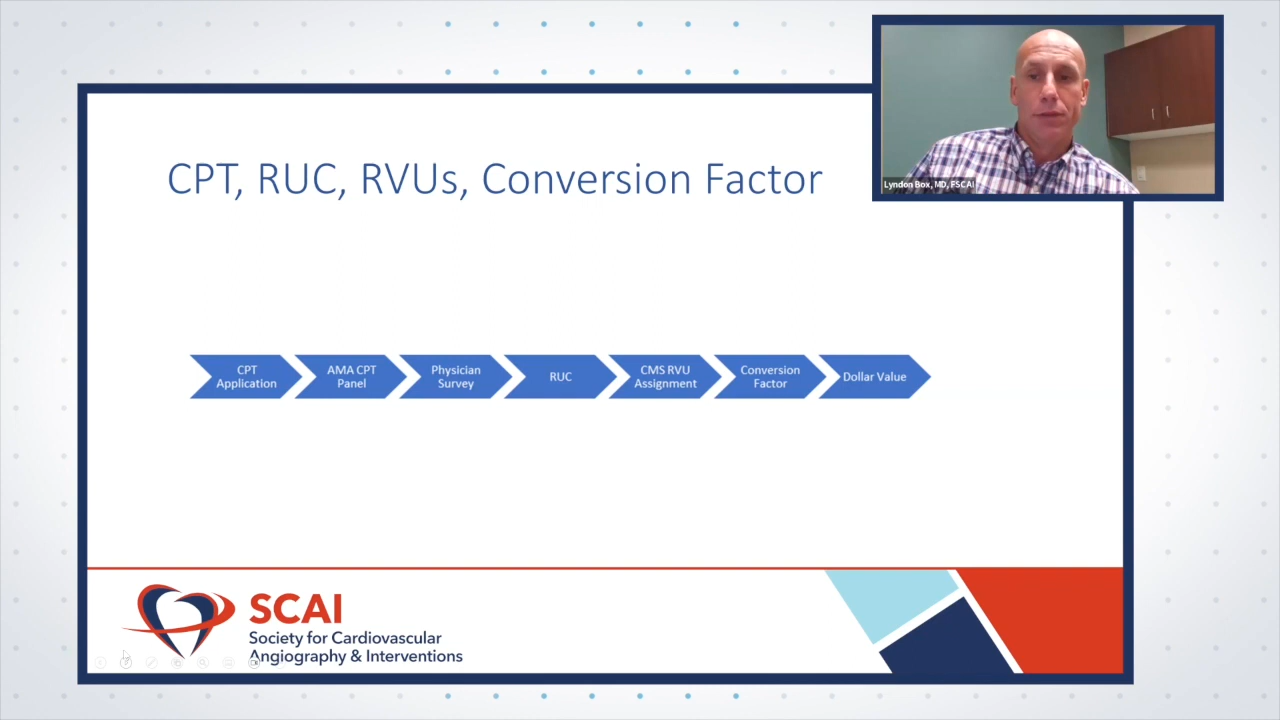 CPT, RUC, RVUs, Conversion Factor
Lyndon Box, MD, FSCAI
CPT
Application
AMA CPT
Panel
Physician
Survey
RUC
CMS RVU
Assignment
Conversion
Factor
Dollar Value
SCAI
Society for Cardiovascular
Angiography & Interventions